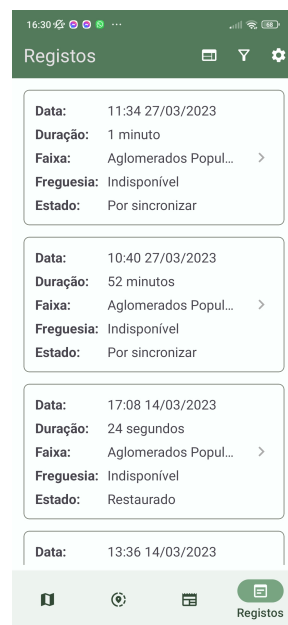 16:30
68
Registos
Data: 11:34 27/03/2023
Duração: 1 minuto
Faixa: Aglomerados Popul...
Freguesia: Indisponível
Estado: Por sincronizar
Data: 10:40 27/03/2023
Duração: 52 minutos
Faixa: Aglomerados Popul...
Freguesia: Indisponível
Estado: Por sincronizar
Data: 17:08 14/03/2023
Duração: 24 segundos
Faixa: Aglomerados Popul...
Freguesia: Indisponível
Estado: Restaurado
Data: 13:36 14/03/2023
Registos